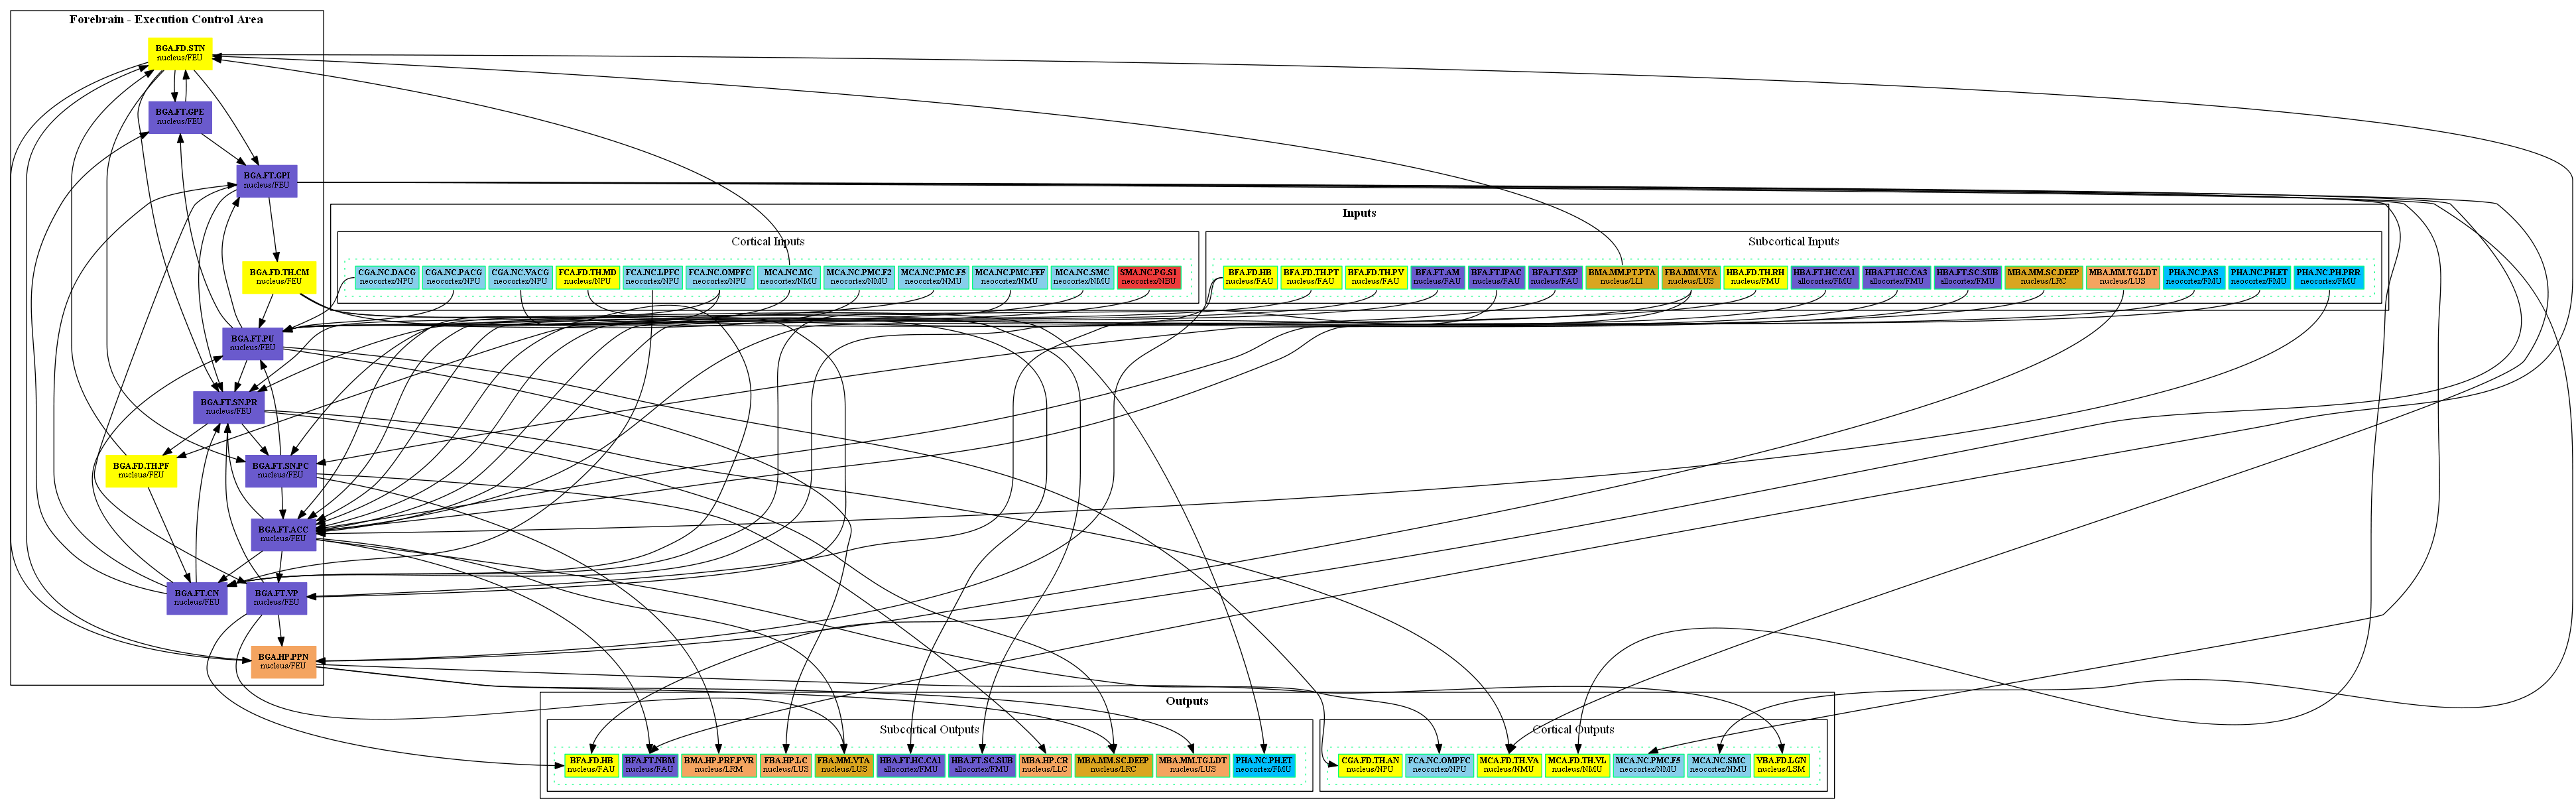 Forebrain - Execution Control Area
BGA.FD.STN
nucleus/FEU
BGA.FT.GPE
nucleus/FEU
BGA.FT.GPI
nucleus/FEU
BGA.FD.TH.CM
nucleus/FEU
BGA.FT.PU
nucleus/FEU
BGA.FT.SN.PR
nucleus/FEU
BGA.FD.TH.PF
nucleus/FEU
BGA.FT.SN.PC
nucleus/FEU
BGA.FT.ACC
nucleus/FEU
BGA.FT.CN
nucleus/FEU
BGA.FT.VP
nucleus/FEU
BGA.HP.PPN
nucleus/FEU
Inputs
Cortical Inputs
CGA.NC.DACG
neocortex/NPU
CGA.NC.PACG
neocortex/NPU
CGA.NC.VACG
neocortex/NPU
FCA.FD.TH.MD
nucleus/NPU
FCA.NC.LPFC
neocortex/NPU
FCA.NC.OMPFC
neocortex/NPU
MCA.NC.MC
neocortex/NMU
MCA.NC.PMC.F2
neocortex/NMU
MCA.NC.PMC.F5
neocortex/NMU
MCA.NC.PMC.FEF
neocortex/NMU
MCA.NC.SMC
neocortex/NMU
SMA.NC.PG.S1
neocortex/NEU
Subcortical Inputs
BFA.FD.HB
nucleus/FAU
BFA.FD.TH.PT
nucleus/FAU
BFA.FD.TH.PV
nucleus/FAU
BFA.FT.AM
nucleus/FAU
BFA.FT.IPAC
nucleus/FAU
BFA.FT.SEP
nucleus/FAU
BMA.MM.PT.PTA
nucleus/LLI
FBA.MM.VTA
nucleus/LUS
HBA.FD.TH.RH
nucleus/FMU
HBA.FT.HC.CA1
allocortex/FMU
HBA.FT.HC.CA3
allocortex/FMU
HBA.FT.SC.SUB
allocortex/FMU
MBA.MM.SC.DEEP
nucleus/LRC
MBA.MM.TG.LDT
nucleus/LUS
PHA.NC.PAS
neocortex/FMU
PHA.NC.PH.ET
neocortex/FMU
PHA.NC.PH.PRR
neocortex/FMU
Outputs
Subcortical Outputs
BFA.FD.HB
nucleus/FAU
BFA.FT.NBM
nucleus/FAU
BMA.HP.PRF.PVR
nucleus/LRM
FBA.HP.LC
nucleus/LUS
FBA.MM.VTA
nucleus/LUS
HBA.FT.HC.CA1
allocortex/FMU
HBA.FT.SC.SUB
allocortex/FMU
MBA.HP.CR
nucleus/LLC
MBA.MM.SC.DEEP
nucleus/LRC
MBA.MM.TG.LDT
nucleus/LUS
PHA.NC.PH.ET
neocortex/FMU
Cortical Outputs
CGA.FD.TH.AN
nucleus/NPU
FCA.NC.OMPFC
neocortex/NPU
MCA.FD.TH.VA
nucleus/NMU
MCA.FD.TH.VL
nucleus/NMU
MCA.NC.PMC.F5
neocortex/NMU
MCA.NC.SMC
neocortex/NMU
VBA.FD.LGN
nucleus/LSM